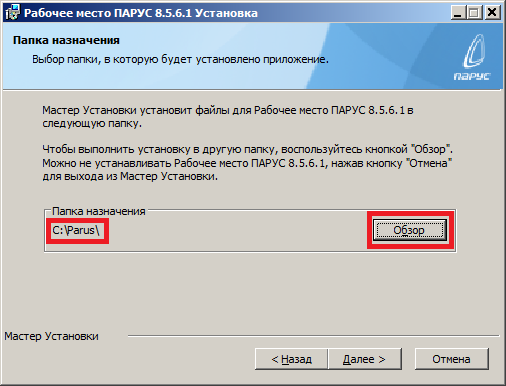 Рабочее место ПАРУС 8.5.6.1 Установка
Папка назначения
Выбор папки, в которую будет установлено приложение.
ПАРУС
Мастер Установки установит файлы для Рабочее место ПАРУС 8.5.6.1 в
следующую папку.
Чтобы выполнить установку в другую папку, воспользуйтесь кнопкой "Обзор".
Можно не устанавливать Рабочее место ПАРУС 8.5.6.1, нажав кнопку "Отмена"
для выхода из Мастер Установки.
Папка назначения
C:\Parus\
Обзор
Мастер Установки
< Назад
Далее >
Отмена